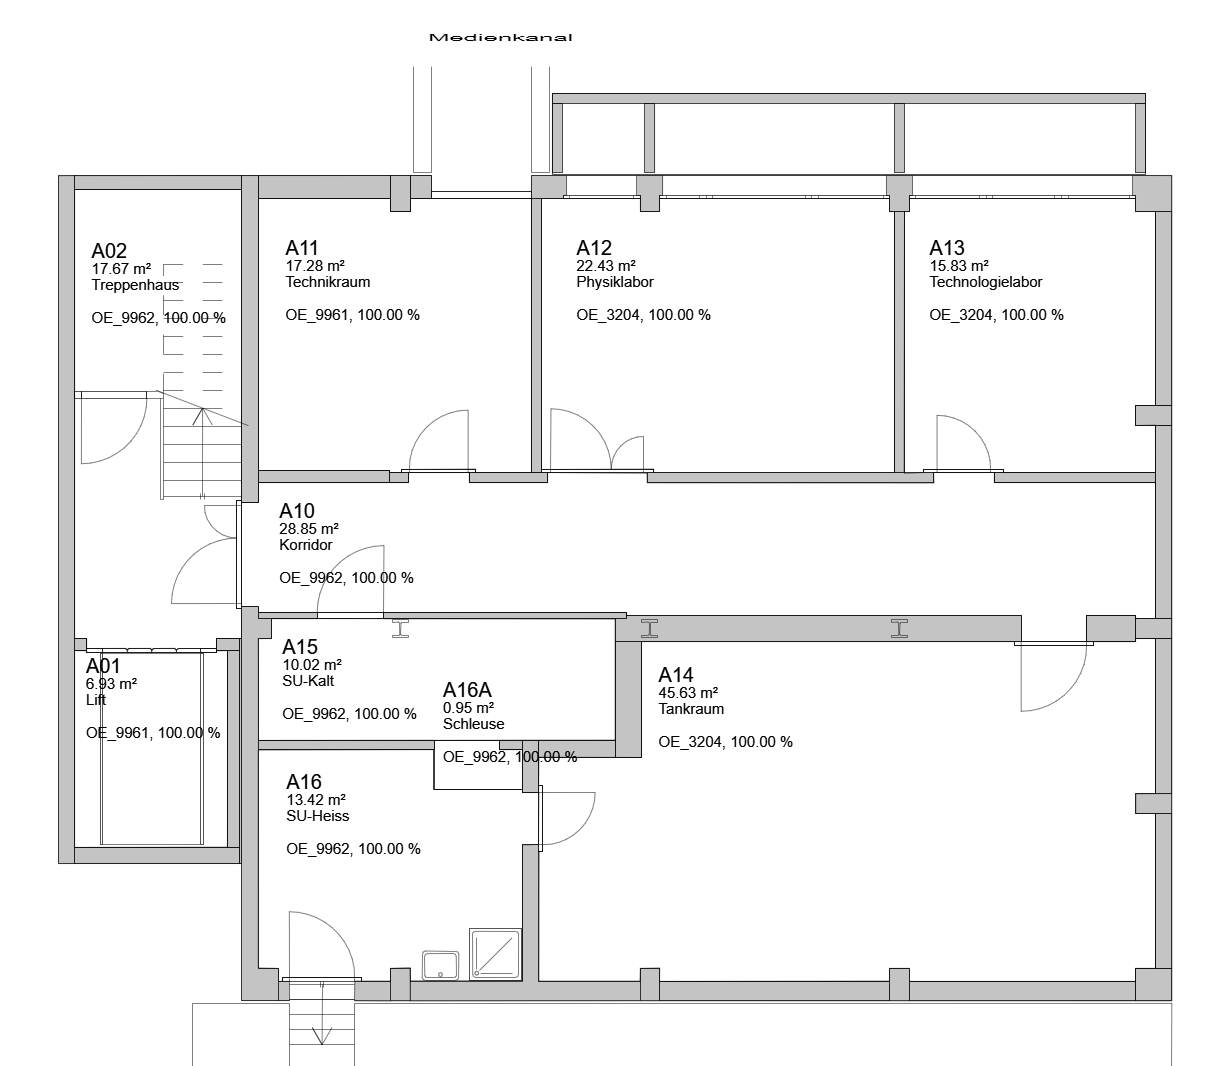 Medienkanal
A02
17.67 m²
Treppenhaus
OE_9962, 100.00 %
A11
17.28 m²
Technikraum
OE_9961, 100.00 %
A12
22.43 m²
Physiklabor
OE_3204, 100.00 %
A13
15.83 m²
Technologielabor
OE_3204, 100.00 %
A10
28.85 m²
Korridor
OE_9962, 100.00 %
A01
6.93 m²
Lift
OE_9961, 100.00 %
A15
10.02 m²
SU-Kalt
OE_9962, 100.00 %
A16A
0.95 m²
Schleuse
OE_9962, 100.00 %
A14
45.63 m²
Tankraum
OE_3204, 100.00 %
A16
13.42 m²
SU-Heiss
OE_9962, 100.00 %